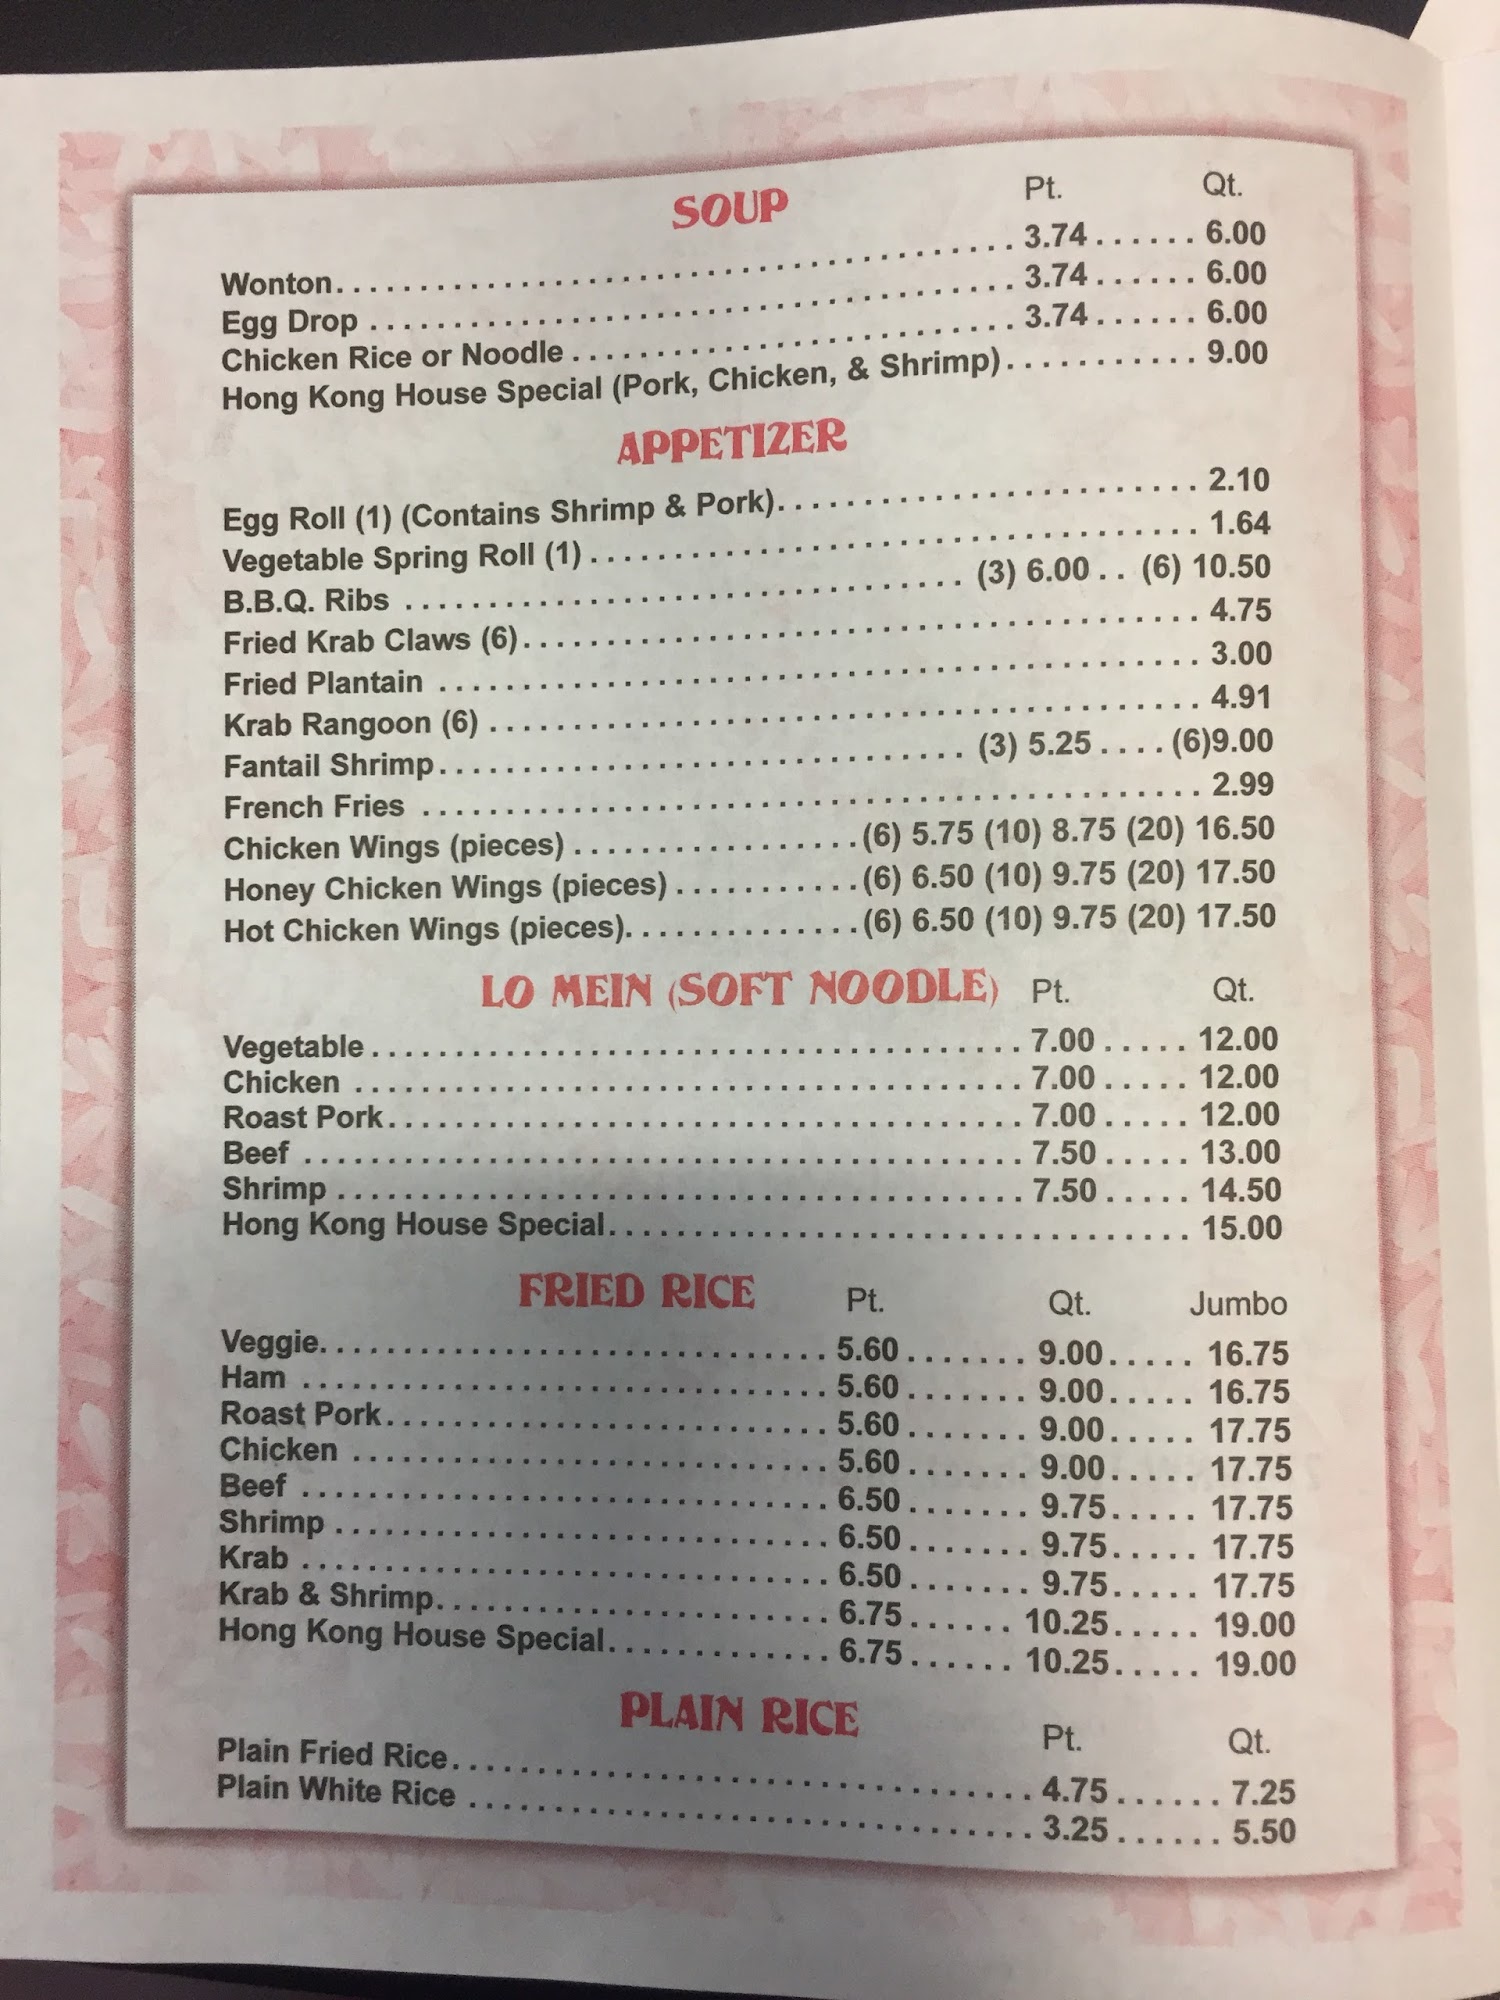 SOUP Pt. Qt.
Wonton 3.74 6.00
Egg Drop 3.74 6.00
Chicken Rice or Noodle 3.74 6.00
Hong Kong House Special (Pork, Chicken, & Shrimp) 9.00
APPETIZER
Egg Roll (1) (Contains Shrimp & Pork) 2.10
Vegetable Spring Roll (1) 1.64
B.B.Q. Ribs (3) 6.00 (6) 10.50
Fried Krab Claws (6) 4.75
Fried Plantain 3.00
Krab Rangoon (6) 4.91
Fantail Shrimp (3) 5.25 (6)9.00
French Fries 2.99
Chicken Wings (pieces) (6) 5.75 (10) 8.75 (20) 16.50
Honey Chicken Wings (pieces) (6) 6.50 (10) 9.75 (20) 17.50
Hot Chicken Wings (pieces) (6) 6.50 (10) 9.75 (20) 17.50
LO MEIN (SOFT NOODLE) Pt. Qt.
Vegetable 7.00 12.00
Chicken 7.00 12.00
Roast Pork 7.00 12.00
Beef 7.50 13.00
Shrimp 7.50 14.50
Hong Kong House Special 15.00
FRIED RICE Pt. Qt. Jumbo
Veggie 5.60 9.00 16.75
Ham 5.60 9.00 16.75
Roast Pork 5.60 9.00 17.75
Chicken 5.60 9.00 17.75
Beef 6.50 9.75 17.75
Shrimp 6.50 9.75 17.75
Krab 6.50 9.75 17.75
Krab & Shrimp 6.75 10.25 19.00
Hong Kong House Special 6.75 10.25 19.00
PLAIN RICE Pt. Qt.
Plain Fried Rice 4.75 7.25
Plain White Rice 3.25 5.50